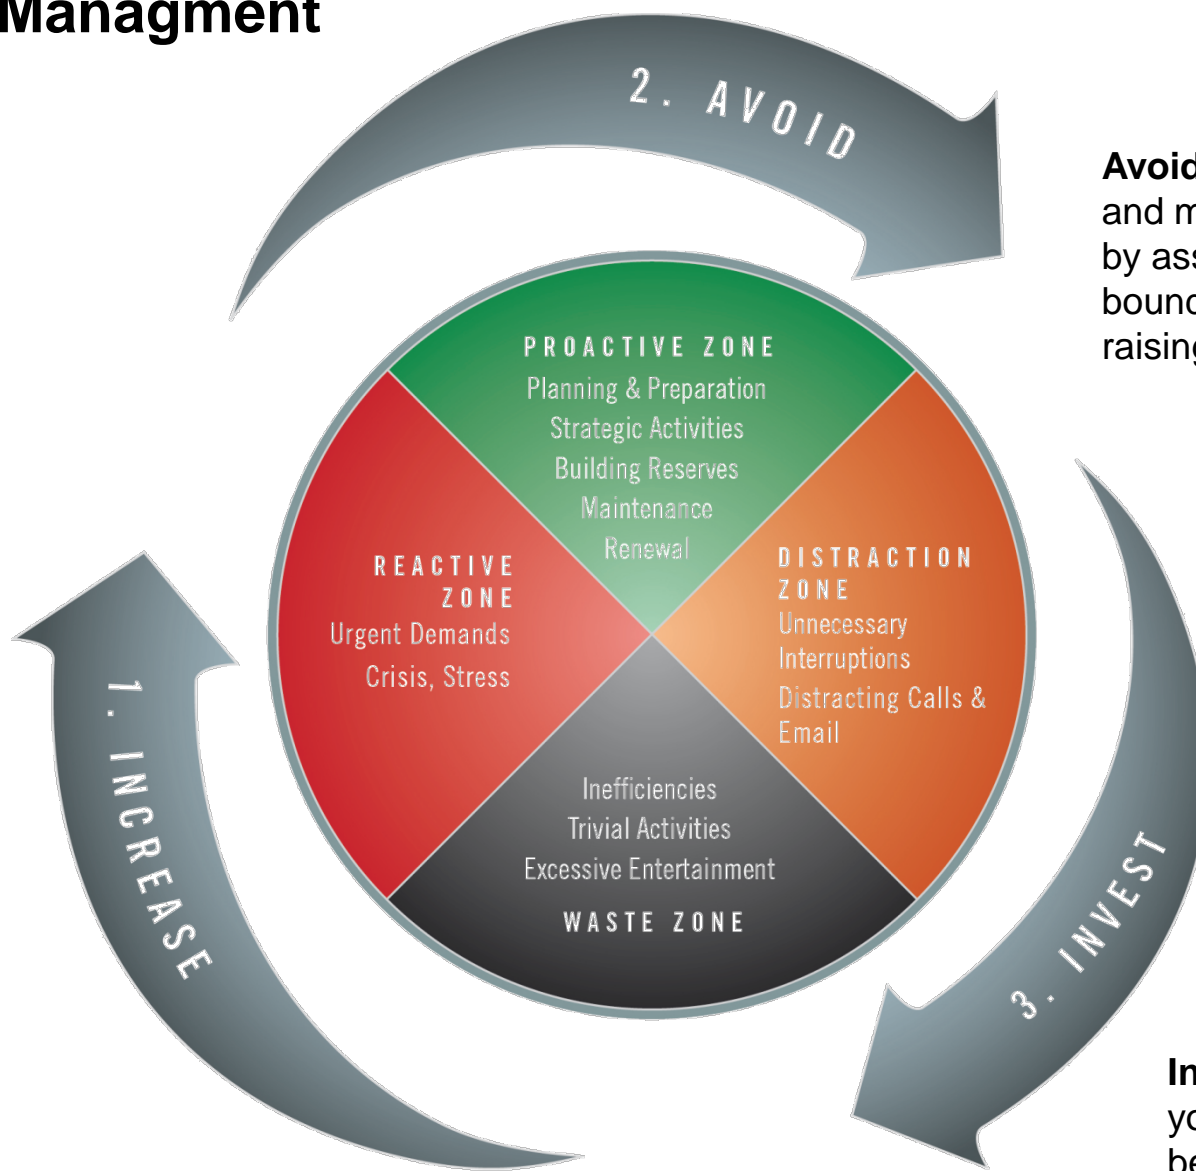 Managment
2. AVOID
Avoid
and m
by ass
bound
raising
PROACTIVE ZONE
Planning & Preparation
Strategic Activities
Building Reserves
Maintenance
Renewal
REACTIVE
ZONE
Urgent Demands
Crisis, Stress
DISTRACTION
ZONE
Unnecessary
Interruptions
Distracting Calls &
Email
Inefficiencies
Trivial Activities
Excessive Entertainment
WASTE ZONE
1. INCREASE
3. INVEST
In
yo
be